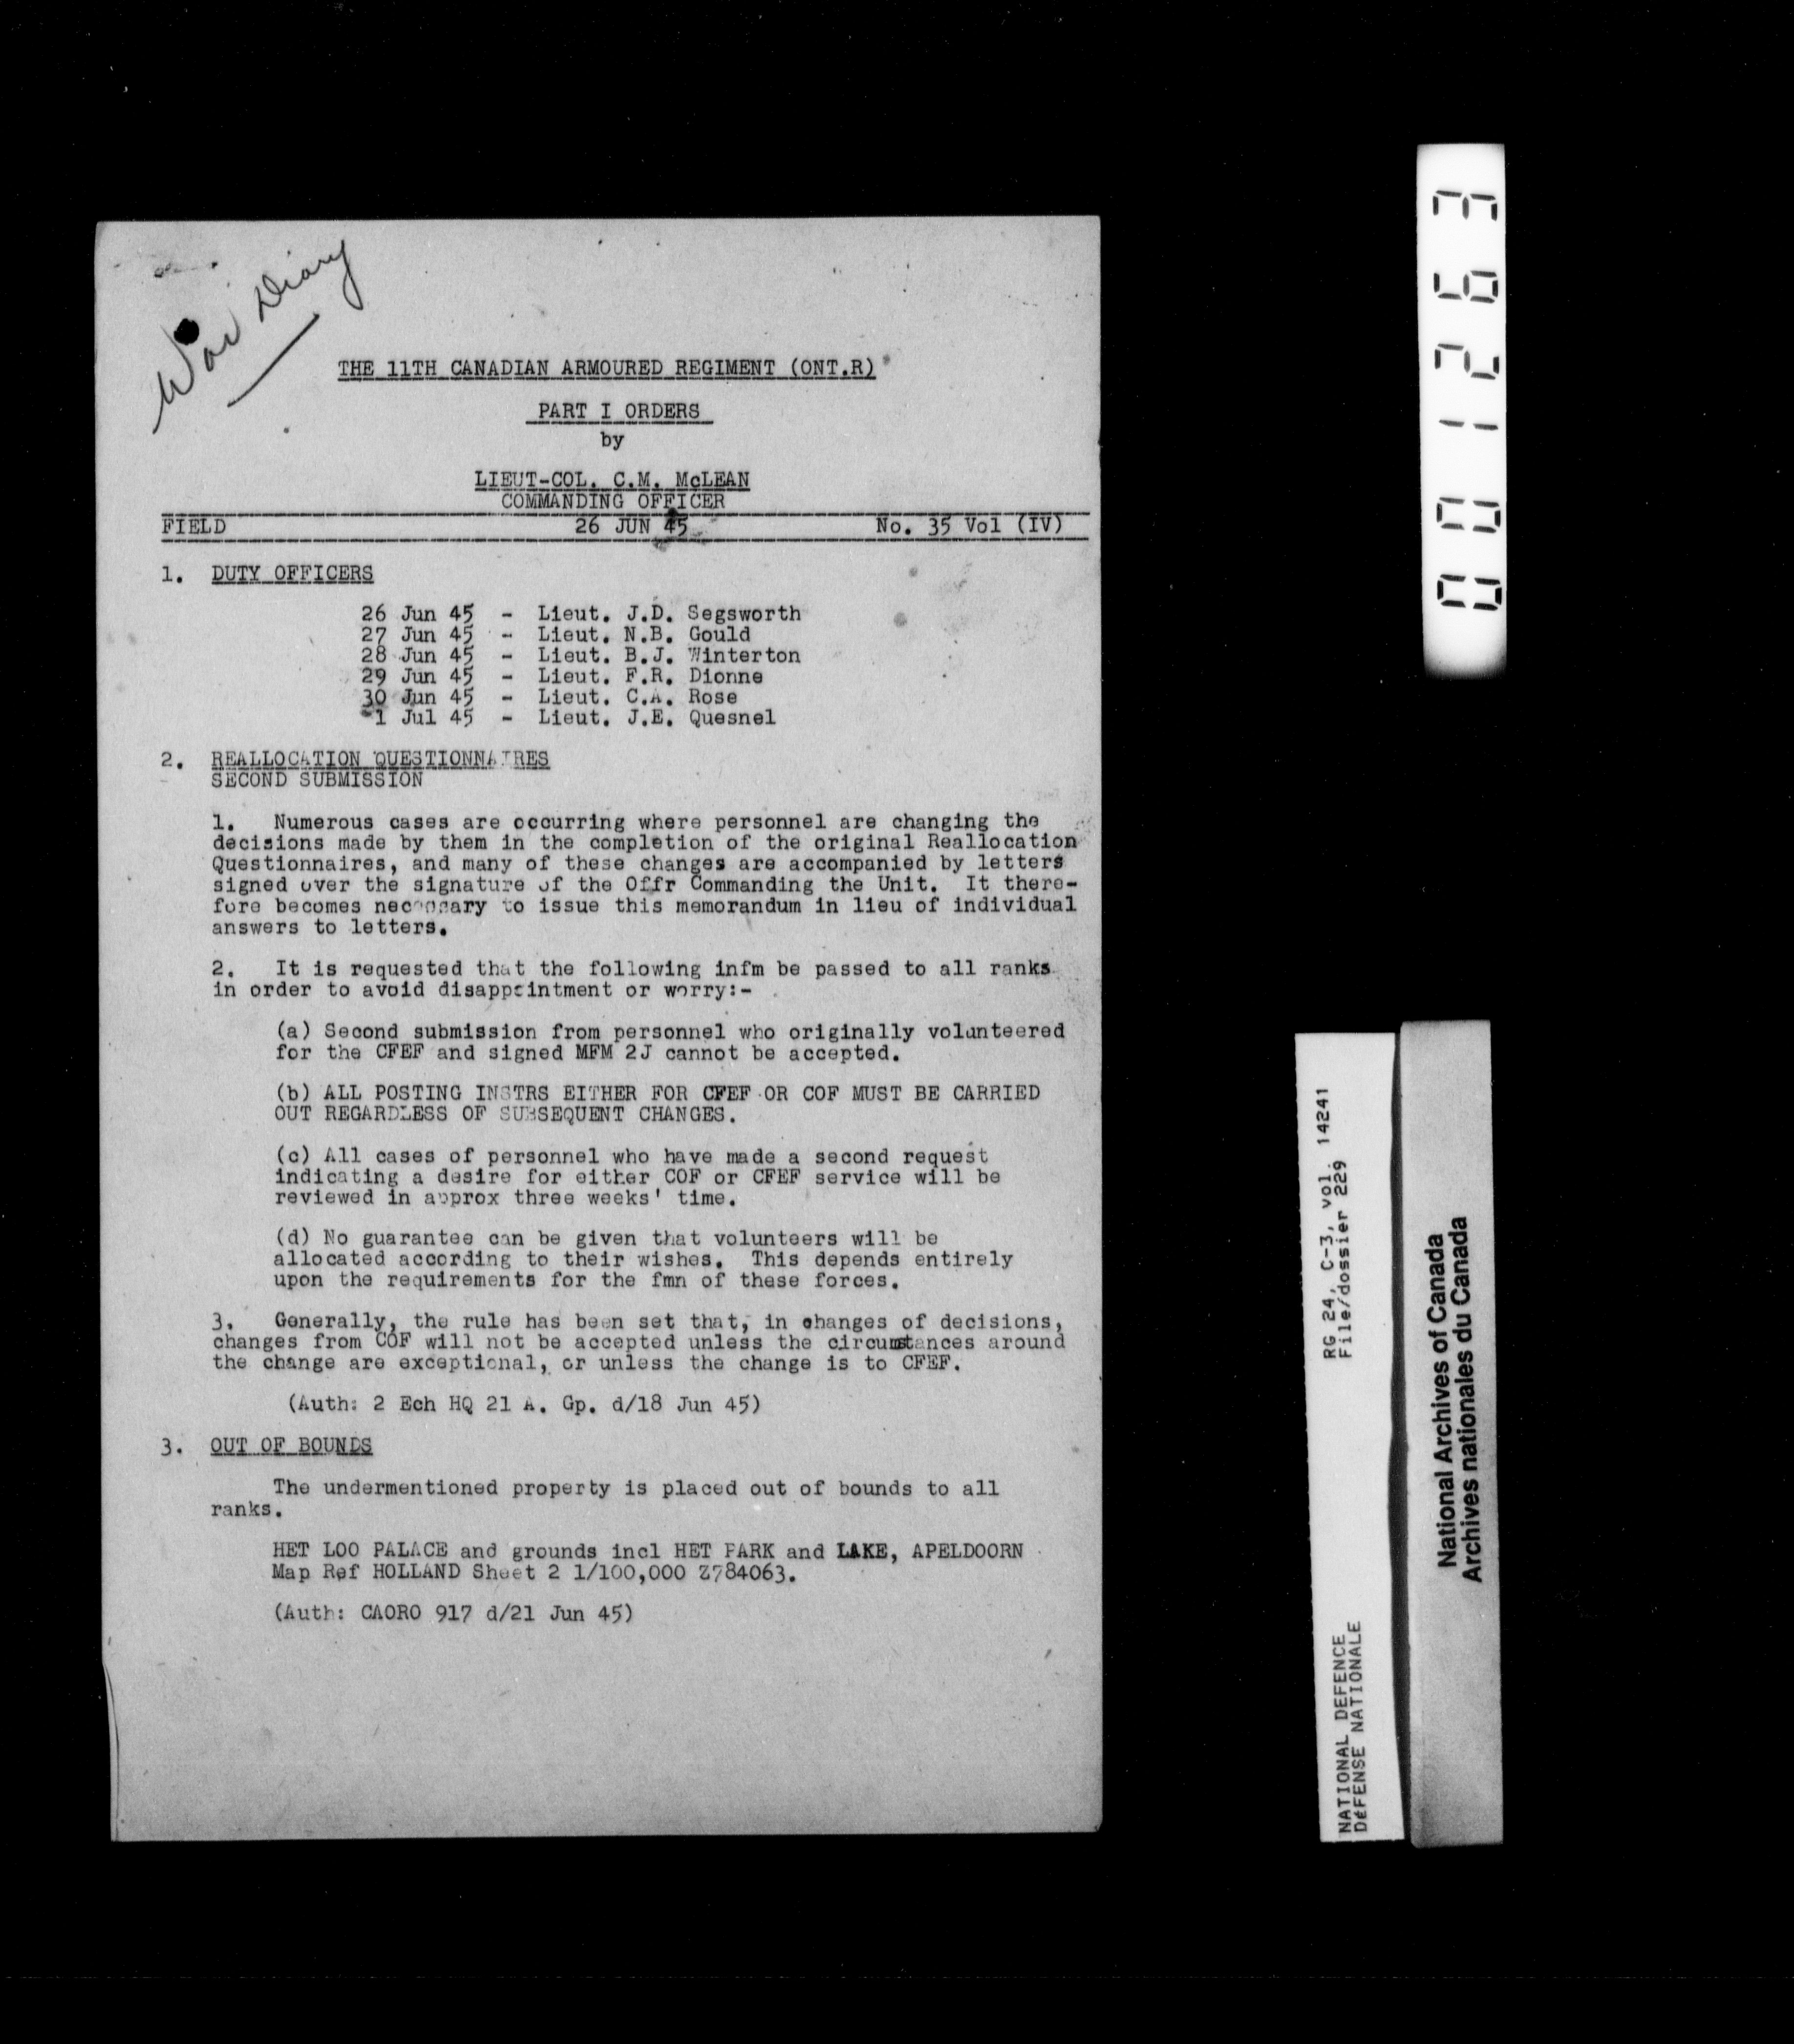 War Diary
THE 11TH CANADIAN ARMOURED REGIMENT (ONT.R)
PART I ORDERS
by
LIEUT-COL. C.M. McLEAN
COMMANDING OFFICER
FIELD 26 JUN 45 No. 35 Vol (IV)
1. DUTY OFFICERS
26 Jun 45 - Lieut. J.D. Segsworth
27 Jun 45 - Lieut. N.B. Gould
28 Jun 45 - Lieut. B.J. Winterton
29 Jun 45 - Lieut. F.R. Dionne
30 Jun 45 - Lieut. C.A. Rose
1 Jul 45 - Lieut. J.E. Quesnel
2. REALLOCATION QUESTIONNAIRES
SECOND SUBMISSION
1. Numerous cases are occurring where personnel are changing the
decisions made by them in the completion of the original Reallocation
Questionnaires, and many of these changes are accompanied by letters
signed over the signature of the Offr Commanding the Unit. It there-
fore becomes necessary to issue this memorandum in lieu of individual
answers to letters.
2. It is requested that the following infm be passed to all ranks
in order to avoid disappointment or worry:-
(a) Second submission from personnel who originally volunteered
for the CFEF and signed MFM 2J cannot be accepted.
(b) ALL POSTING INSTRS EITHER FOR CFEF OR COF MUST BE CARRIED
OUT REGARDLESS OF SUBSEQUENT CHANGES.
(c) All cases of personnel who have made a second request
indicating a desire for either COF or CFEF service will be
reviewed in approx three weeks' time.
(d) No guarantee can be given that volunteers will be
allocated according to their wishes. This depends entirely
upon the requirements for the fmn of these forces.
3. Generally, the rule has been set that, in changes of decisions,
changes from COF will not be accepted unless the circumstances around
the change are exceptional, or unless the change is to CFEF.
(Auth: 2 Ech HQ 21 A. Gp. d/18 Jun 45)
3. OUT OF BOUNDS
The undermentioned property is placed out of bounds to all
ranks.
HET LOO PALACE and grounds incl HET PARK and LAKE, APELDOORN
Map Ref HOLLAND Sheet 2 1/100,000 Z784063.
(Auth: CAORO 917 d/21 Jun 45)
001263
RG 24, C-3, vol. 14241
File/dossier 229
NATIONAL DEFENCE
DéFENSE NATIONALE
National Archives of Canada
Archives nationales du Canada